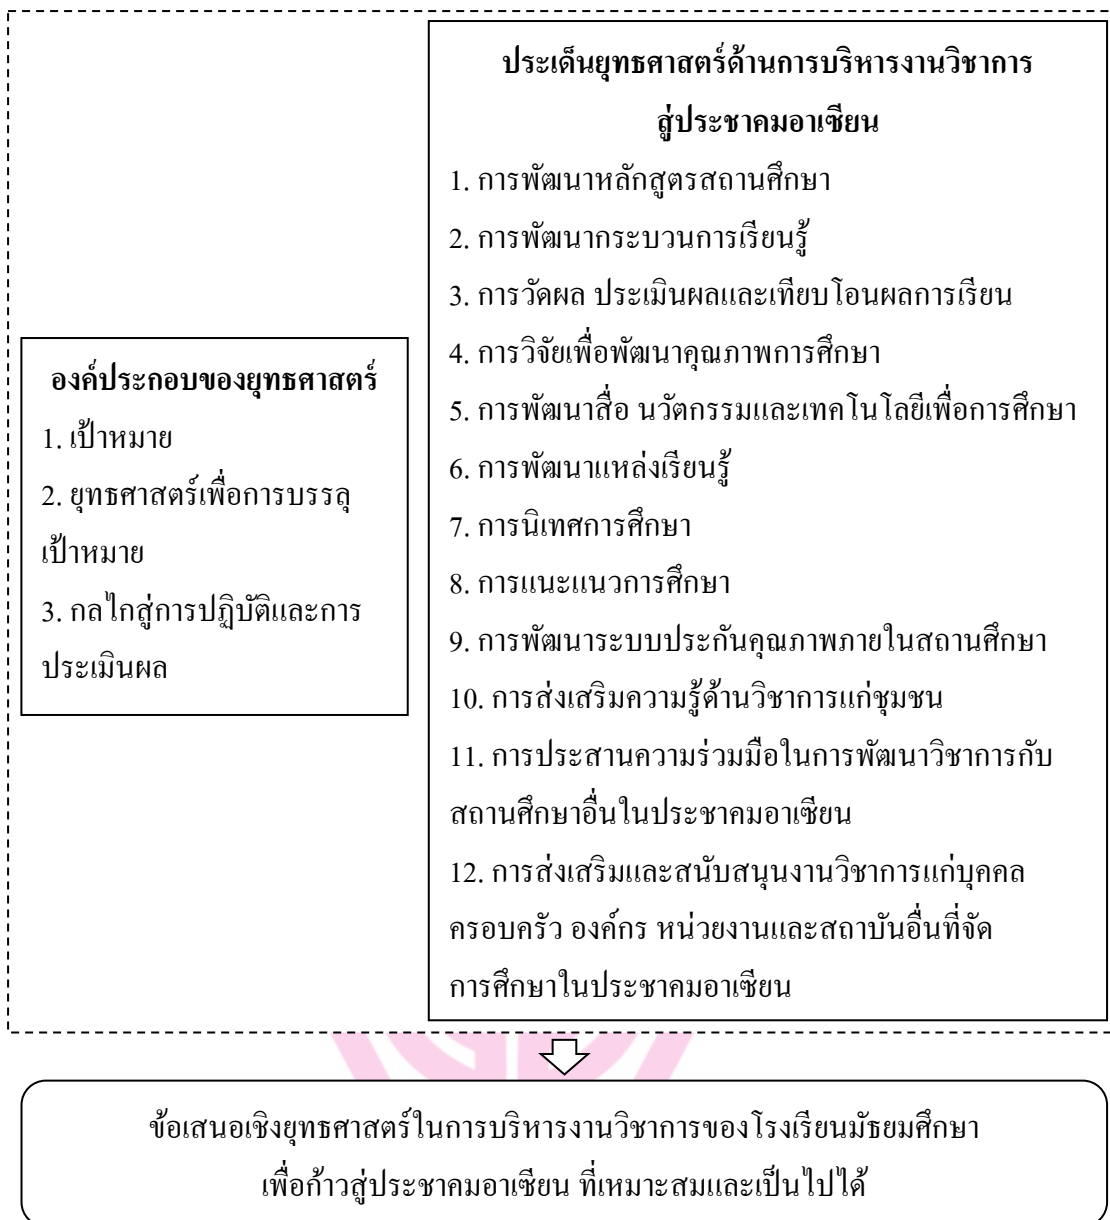 องค์ประกอบของยุทธศาสตร์
1. เป้าหมาย
2. ยุทธศาสตร์เพื่อการบรรลุ
เป้าหมาย
3. กลไกสู่การปฏิบัติและการ
ประเมินผล
ประเด็นยุทธศาสตร์ด้านการบริหารงานวิชาการ
สู่ประชาคมอาเซียน
1. การพัฒนาหลักสูตรสถานศึกษา
2. การพัฒนากระบวนการเรียนรู้
3. การวัดผล ประเมินผลและเทียบโอนผลการเรียน
4. การวิจัยเพื่อพัฒนาคุณภาพการศึกษา
5. การพัฒนาสื่อ นวัตกรรมและเทคโนโลยีเพื่อการศึกษา
6. การพัฒนาแหล่งเรียนรู้
7. การนิเทศการศึกษา
8. การแนะแนวการศึกษา
9. การพัฒนาระบบประกันคุณภาพภายในสถานศึกษา
10. การส่งเสริมความรู้ด้านวิชาการแก่ชุมชน
11. การประสานความร่วมมือในการพัฒนาวิชาการกับ
สถานศึกษาอื่นในประชาคมอาเซียน
12. การส่งเสริมและสนับสนุนงานวิชาการแก่บุคคล
ครอบครัว องค์กร หน่วยงานและสถาบันอื่นที่จัด
การศึกษาในประชาคมอาเซียน
ข้อเสนอเชิงยุทธศาสตร์ในการบริหารงานวิชาการของโรงเรียนมัธยมศึกษา
เพื่อก้าวสู่ประชาคมอาเซียน ที่เหมาะสมและเป็นไปได้